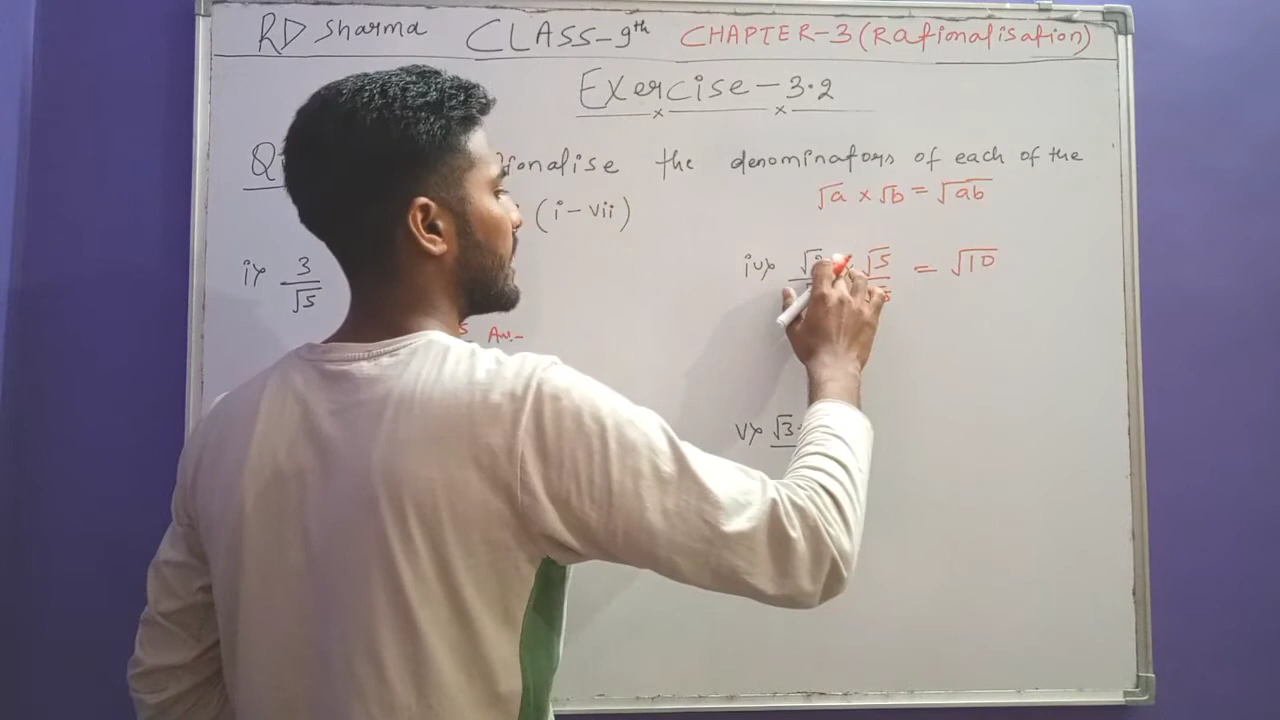 RD Sharma CLASS-9th CHAPTER-3 (Rationalisation)
Exercise-3.2
the denominators of each of the
√a × √b = √ab
(i-vii)
i> 3/√5
iv> √5 = √10
Ans-
v> √3